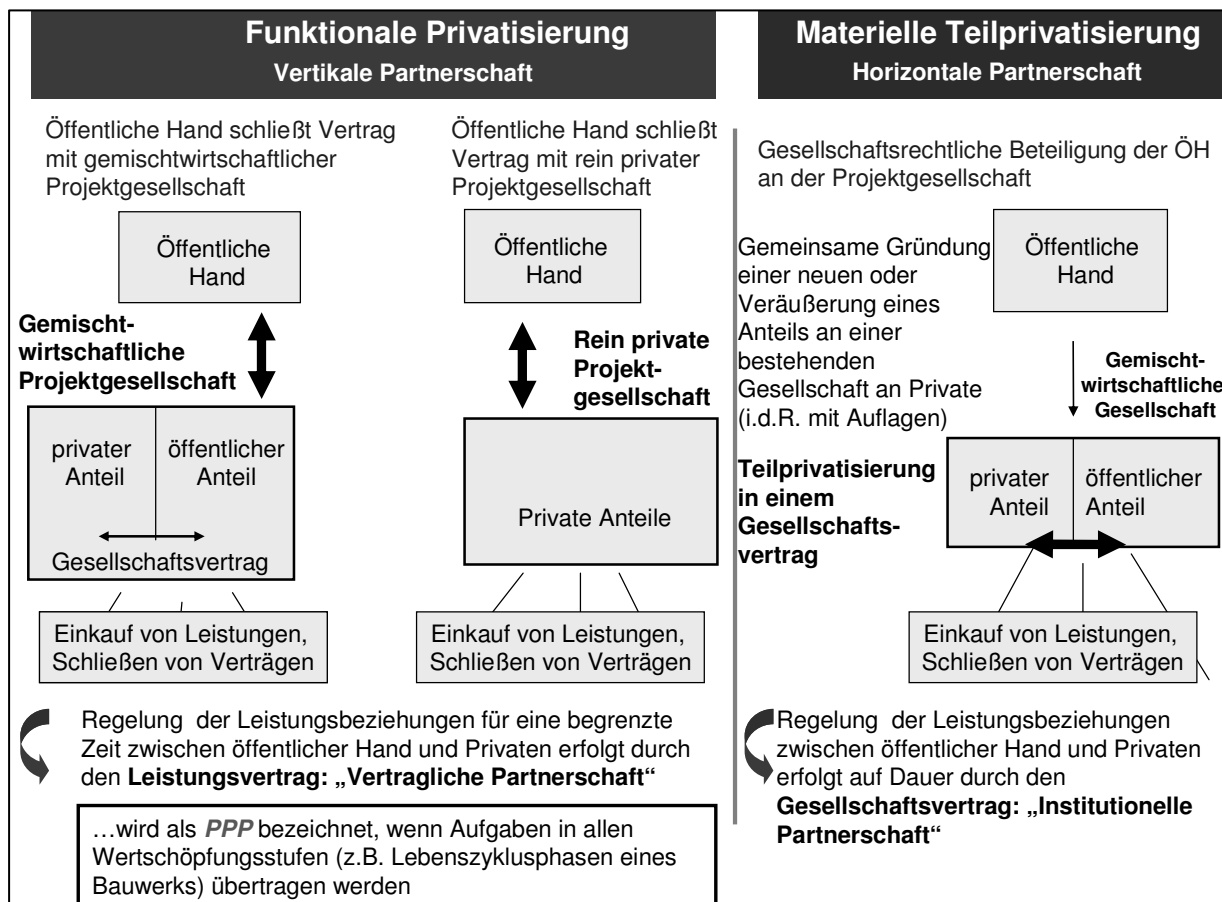 Funktionale Privatisierung
Vertikale Partnerschaft
Öffentliche Hand schließt Vertrag
mit gemischtwirtschaftlicher
Projektgesellschaft
Öffentliche
Hand
Gemischt-
wirtschaftliche
Projektgesellschaft
privater
Anteil
öffentlicher
Anteil
Gesellschaftsvertrag
Einkauf von Leistungen,
Schließen von Verträgen
Öffentliche Hand schließt
Vertrag mit rein privater
Projektgesellschaft
Öffentliche
Hand
Rein private
Projekt-
gesellschaft
Private Anteile
Einkauf von Leistungen,
Schließen von Verträgen
Regelung der Leistungsbeziehungen für eine begrenzte
Zeit zwischen öffentlicher Hand und Privaten erfolgt durch
den Leistungsvertrag: „Vertragliche Partnerschaft“
…wird als PPP bezeichnet, wenn Aufgaben in allen
Wertschöpfungsstufen (z.B. Lebenszyklusphasen eines
Bauwerks) übertragen werden
Materielle Teilprivatisierung
Horizontale Partnerschaft
Gesellschaftsrechtliche Beteiligung der ÖH
an der Projektgesellschaft
Gemeinsame Gründung
einer neuen oder
Veräußerung eines
Anteils an einer
bestehenden
Gesellschaft an Private
(i.d.R. mit Auflagen)
Öffentliche
Hand
Gemischt-
wirtschaftliche
Gesellschaft
Teilprivatisierung
in einem
Gesellschafts-
vertrag
privater
Anteil
öffentlicher
Anteil
Einkauf von Leistungen,
Schließen von Verträgen
Regelung der Leistungsbeziehungen
zwischen öffentlicher Hand und Privaten
erfolgt auf Dauer durch den
Gesellschaftsvertrag: „Institutionelle
Partnerschaft“